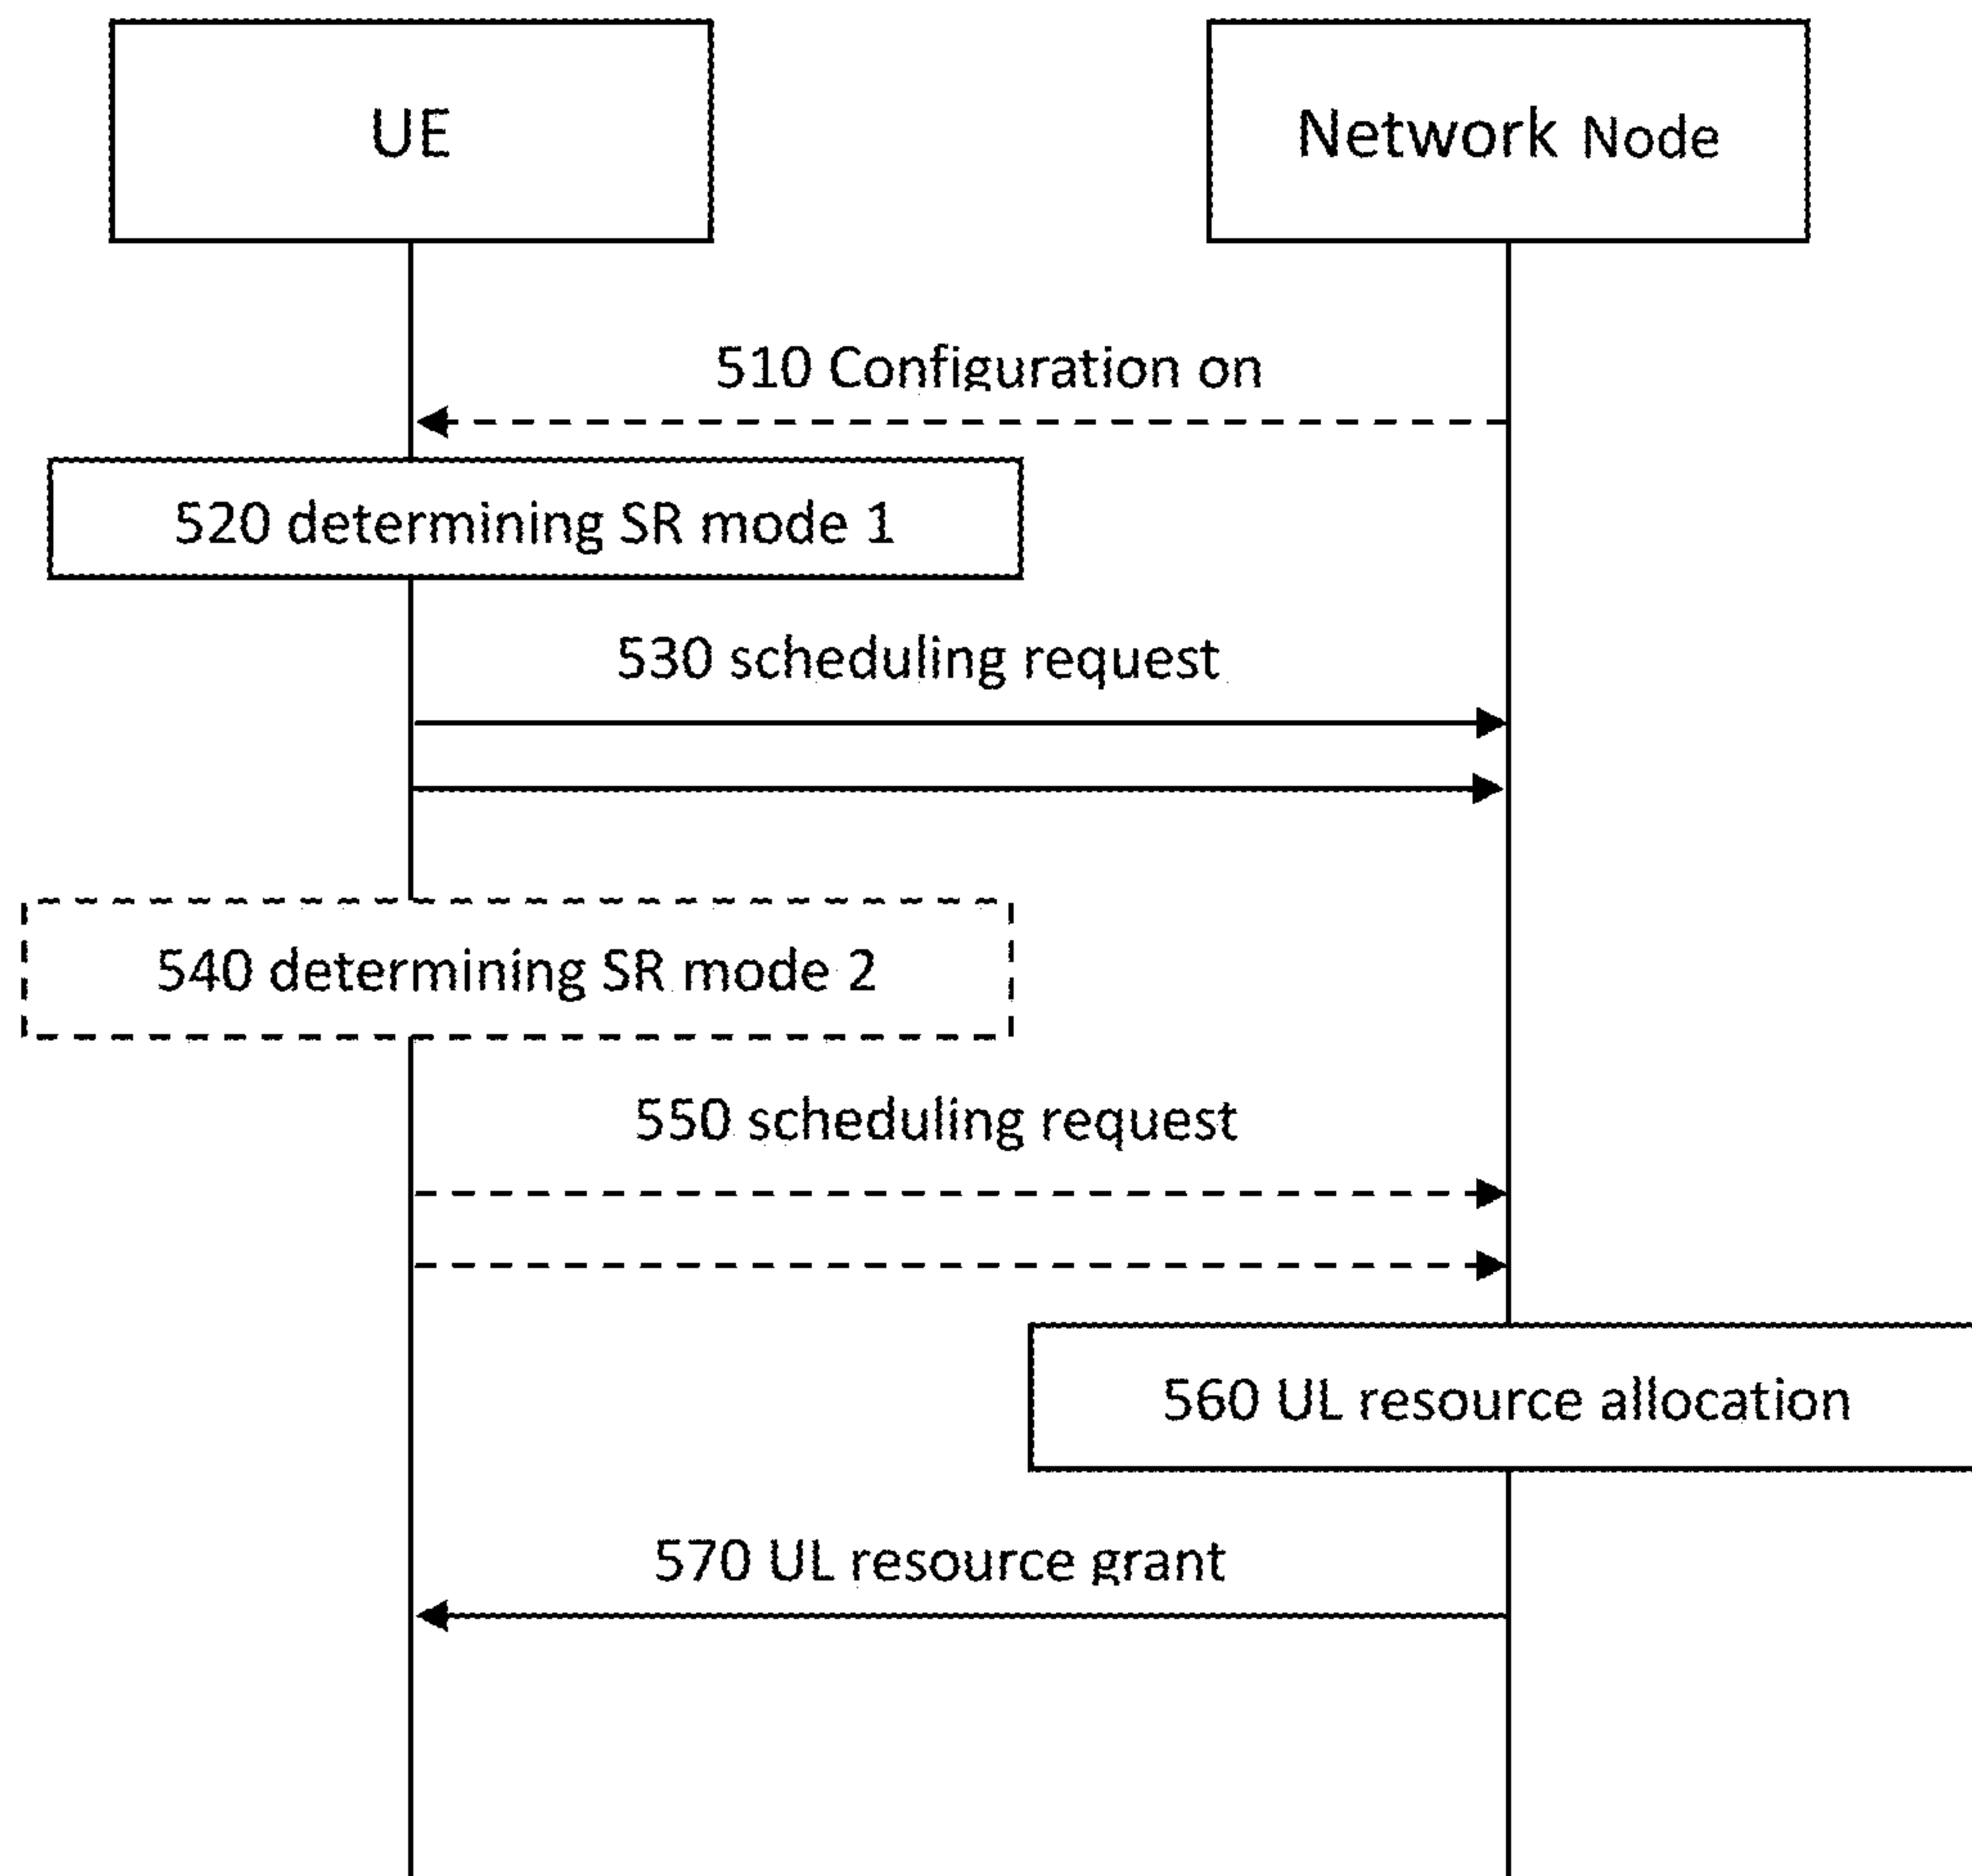 UE
Network Node
510 Configuration on
520 determining SR mode 1
530 scheduling request
540 determining SR mode 2
550 scheduling request
560 UL resource allocation
570 UL resource grant